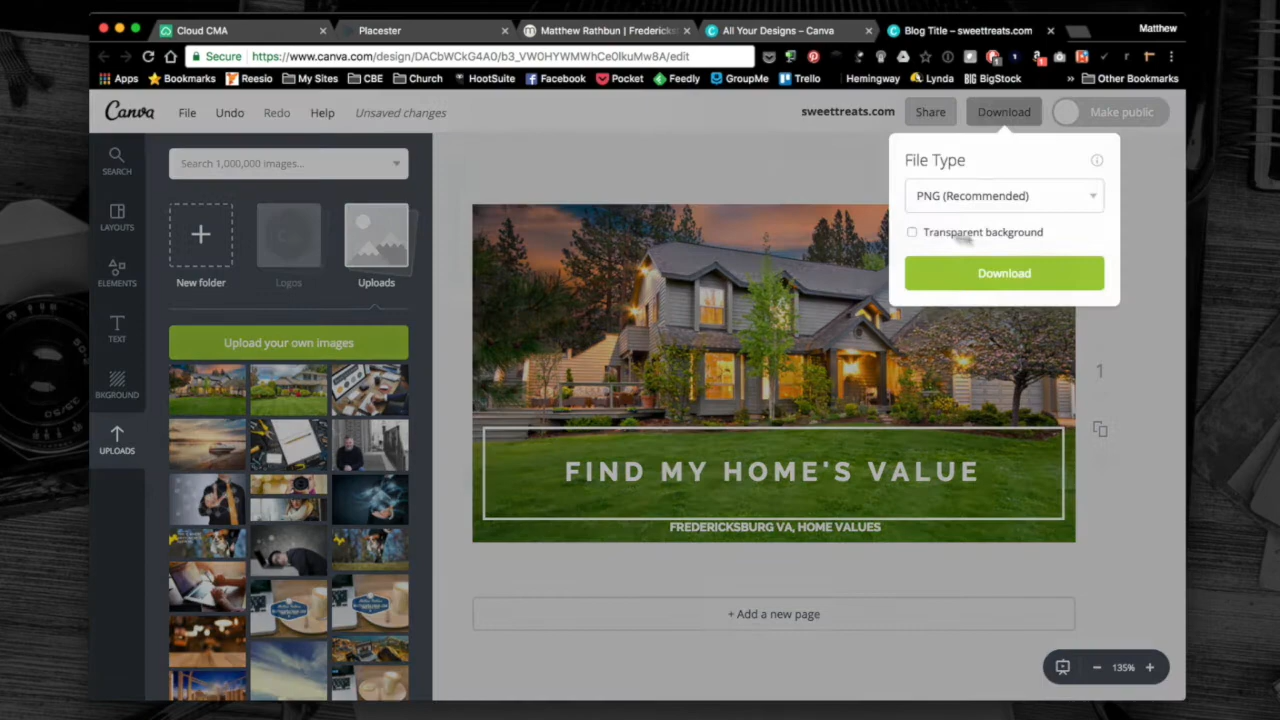 Cloud CMA
Placester
Matthew Rathbun | Fredericks
All Your Designs – Canva
Blog Title – sweettreats.com
Matthew
Secure
https://www.canva.com/design/DACbWCkG4A0/b3_VW0HYWMWhCe0lkuMw8A/edit
Apps
Bookmarks
Reesio
My Sites
CBE
Church
HootSuite
Facebook
Pocket
Feedly
GroupMe
Trello
Hemingway
Lynda
BIG BigStock
»
Other Bookmarks
Canva
File
Undo
Redo
Help
Unsaved changes
sweettreats.com
Share
Download
Make public
SEARCH
LAYOUTS
ELEMENTS
TEXT
BKGROUND
UPLOADS
Search 1,000,000 images...
New folder
Logos
Uploads
Upload your own images
File Type
PNG (Recommended)
Transparent background
Download
FIND MY HOME'S VALUE
FREDERICKSBURG VA, HOME VALUES
1
+ Add a new page
135%